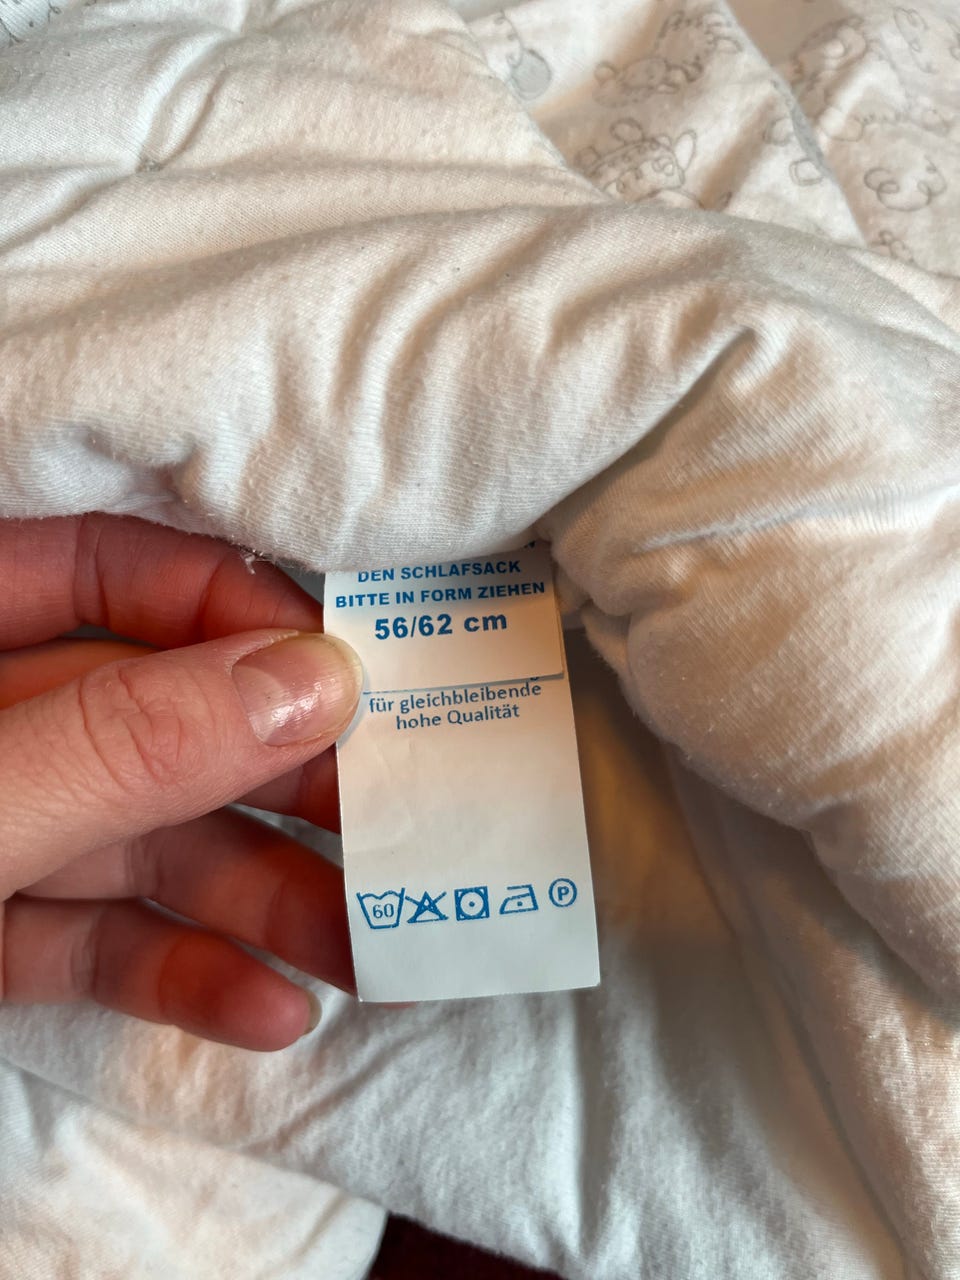 DEN SCHLAFSACK
BITTE IN FORM ZIEHEN
56/62 cm
für gleichbleibende
hohe Qualität
60
P